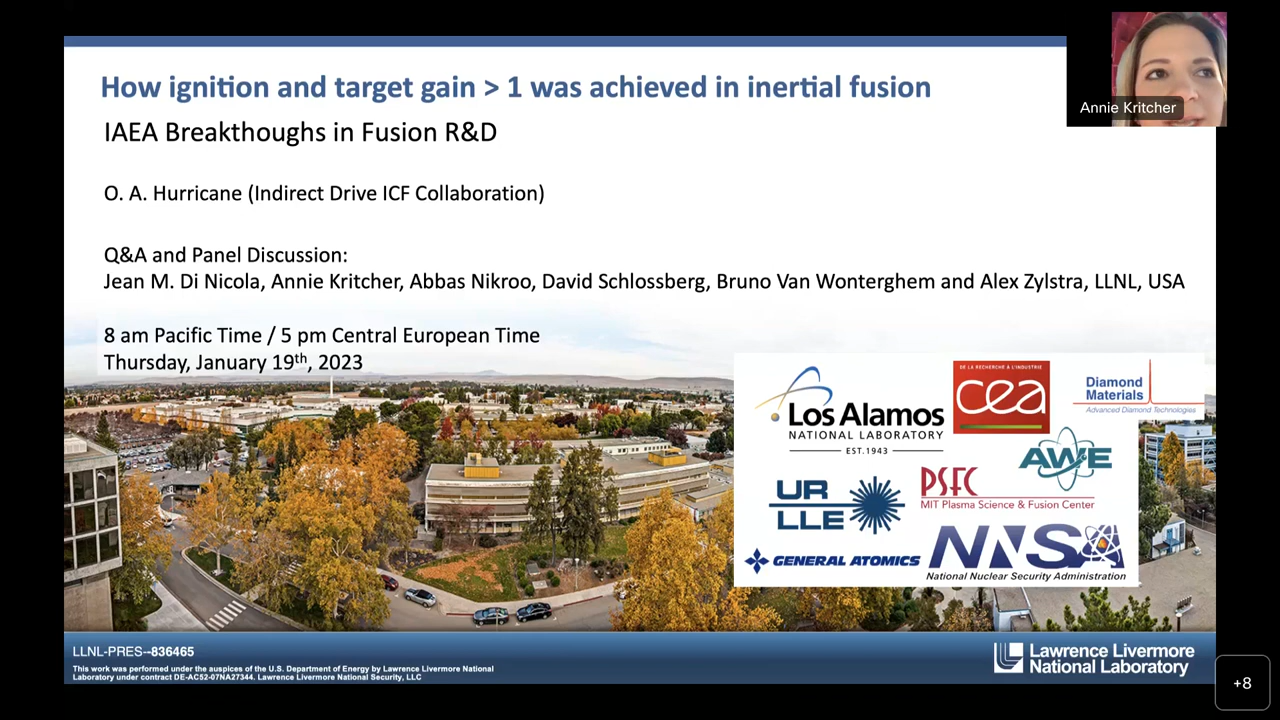 How ignition and target gain > 1 was achieved in inertial fusion
Annie Kritcher
IAEA Breakthoughs in Fusion R&D
O. A. Hurricane (Indirect Drive ICF Collaboration)
Q&A and Panel Discussion:
Jean M. Di Nicola, Annie Kritcher, Abbas Nikroo, David Schlossberg, Bruno Van Wonterghem and Alex Zylstra, LLNL, USA
8 am Pacific Time / 5 pm Central European Time
Thursday, January 19th, 2023
Los Alamos
NATIONAL LABORATORY
EST.1943
DE LA RECHERCHE À L'INDUSTRIE
cea
Diamond
Materials
Advanced Diamond Technologies
AWE
UR
LLE
PSFC
MIT Plasma Science & Fusion Center
GENERAL ATOMICS
NNSA
National Nuclear Security Administration
LLNL-PRES--836465
This work was performed under the auspices of the U.S. Department of Energy by Lawrence Livermore National
Laboratory under contract DE-AC52-07NA27344. Lawrence Livermore National Security, LLC
Lawrence Livermore
National Laboratory
+8